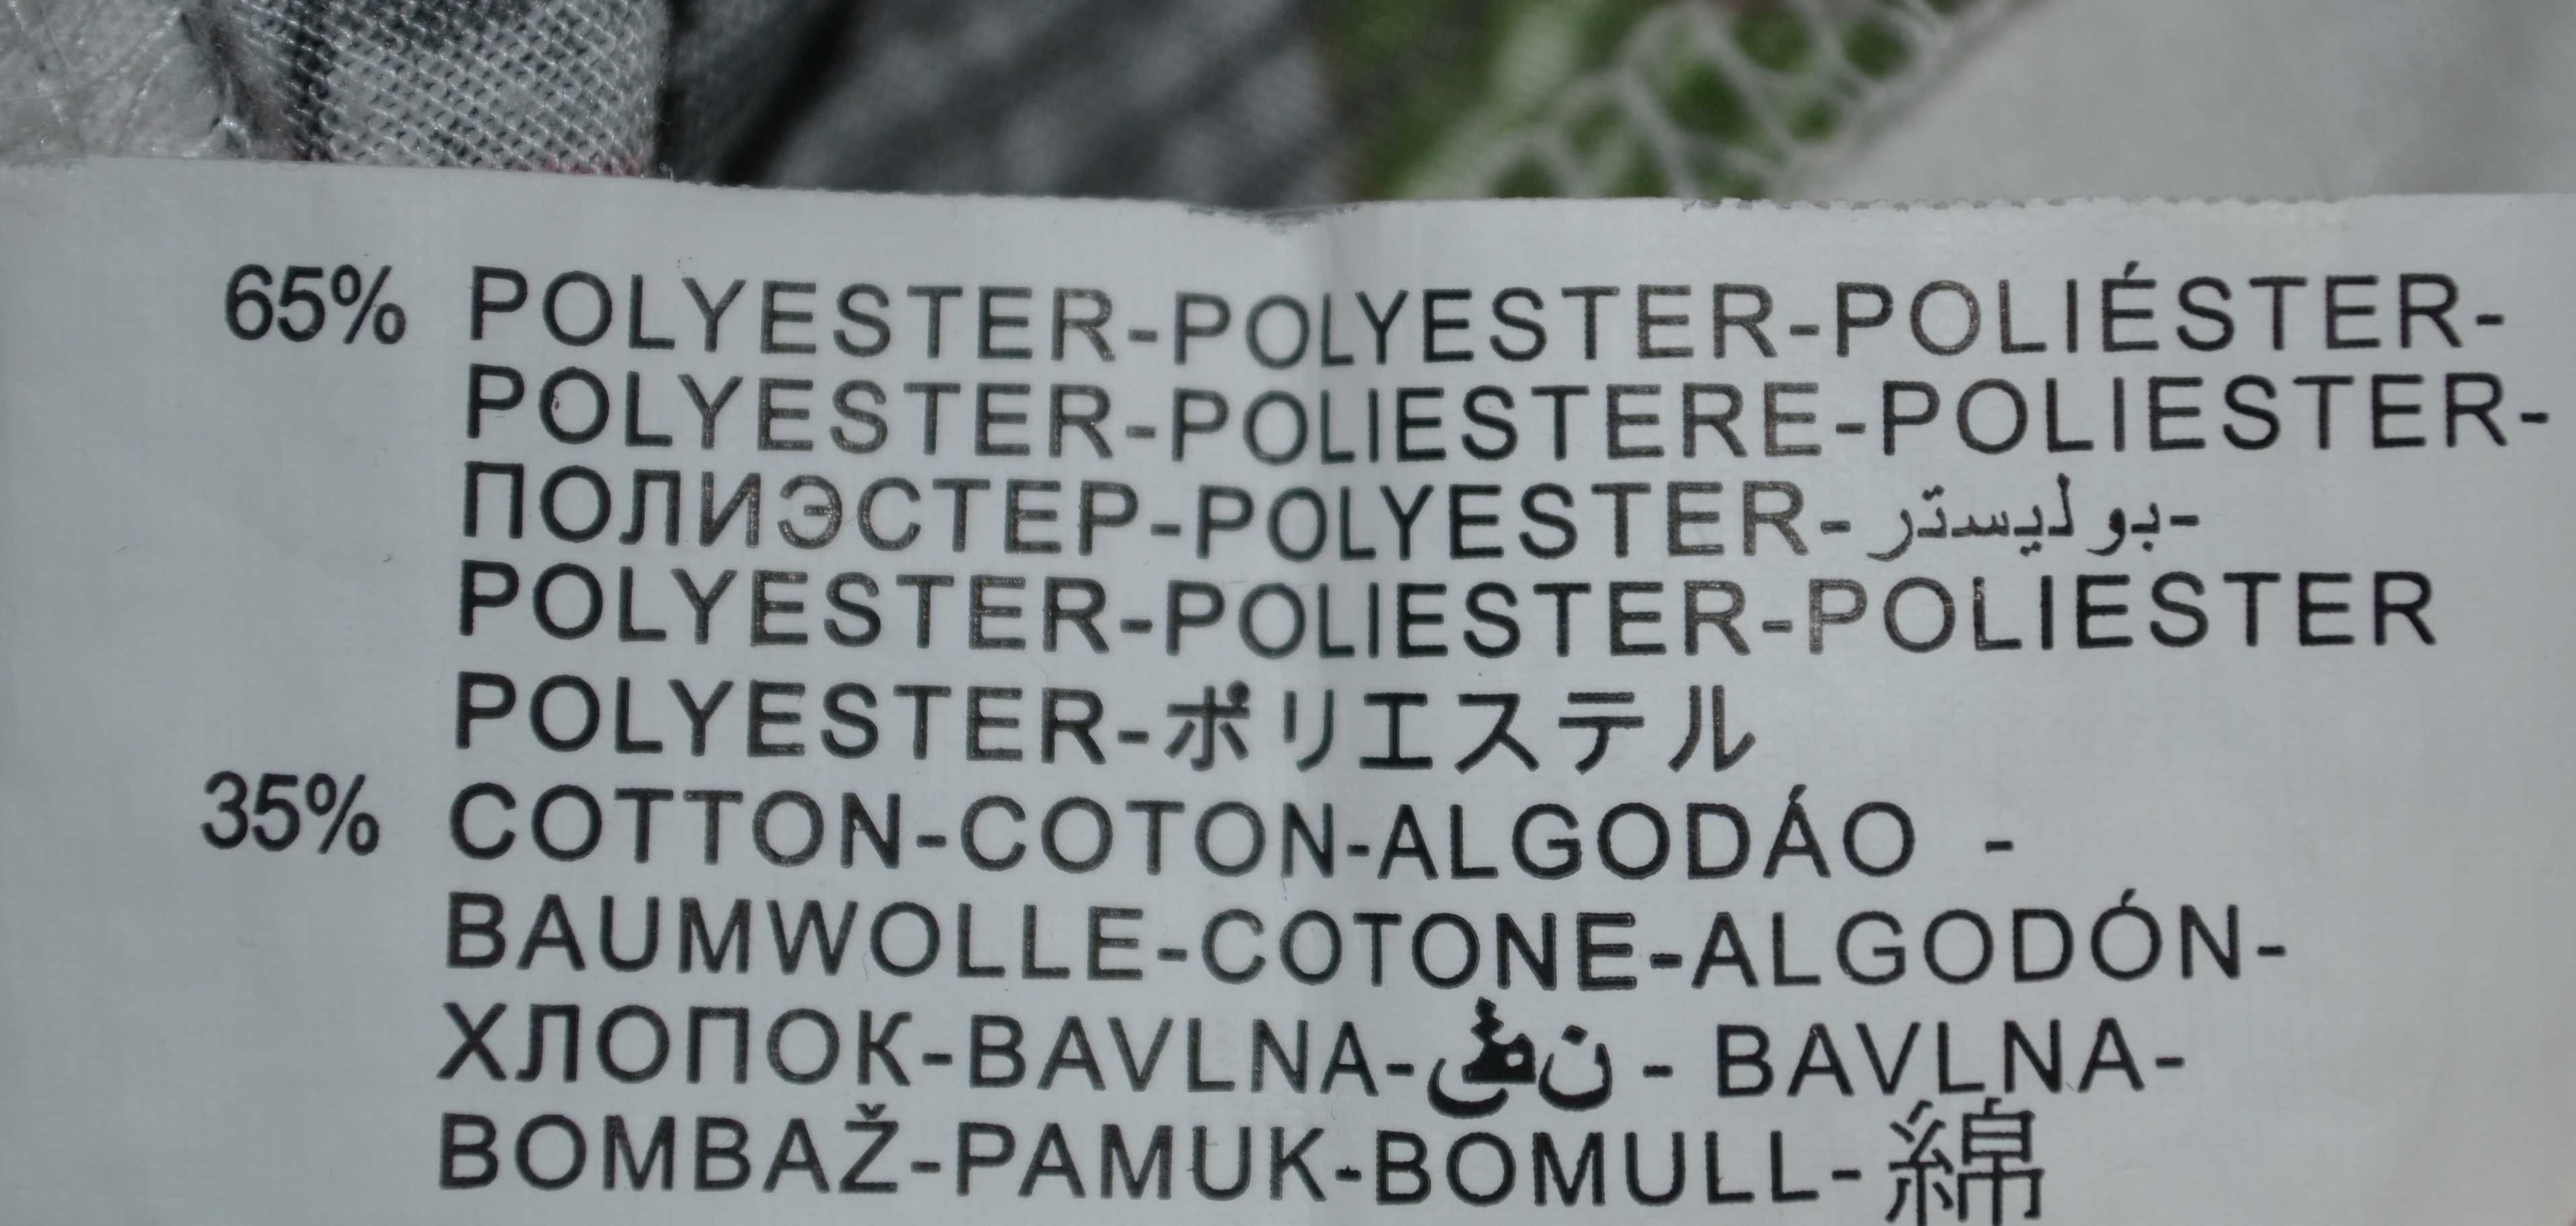 65% POLYESTER-POLYESTER-POLIÉSTER-
POLYESTER-POLIESTERE-POLIESTER-
ПОЛИЭСТЕР-POLYESTER-بوليستر-
POLYESTER-POLIESTER-POLIESTER
POLYESTER-ポリエステル
35% COTTON-COTON-ALGODÁO -
BAUMWOLLE-COTONE-ALGODÓN-
ХЛОПОК-BAVLNA- - BAVLNA-
BOMBAŽ-PAMUK-BOMULL-綿